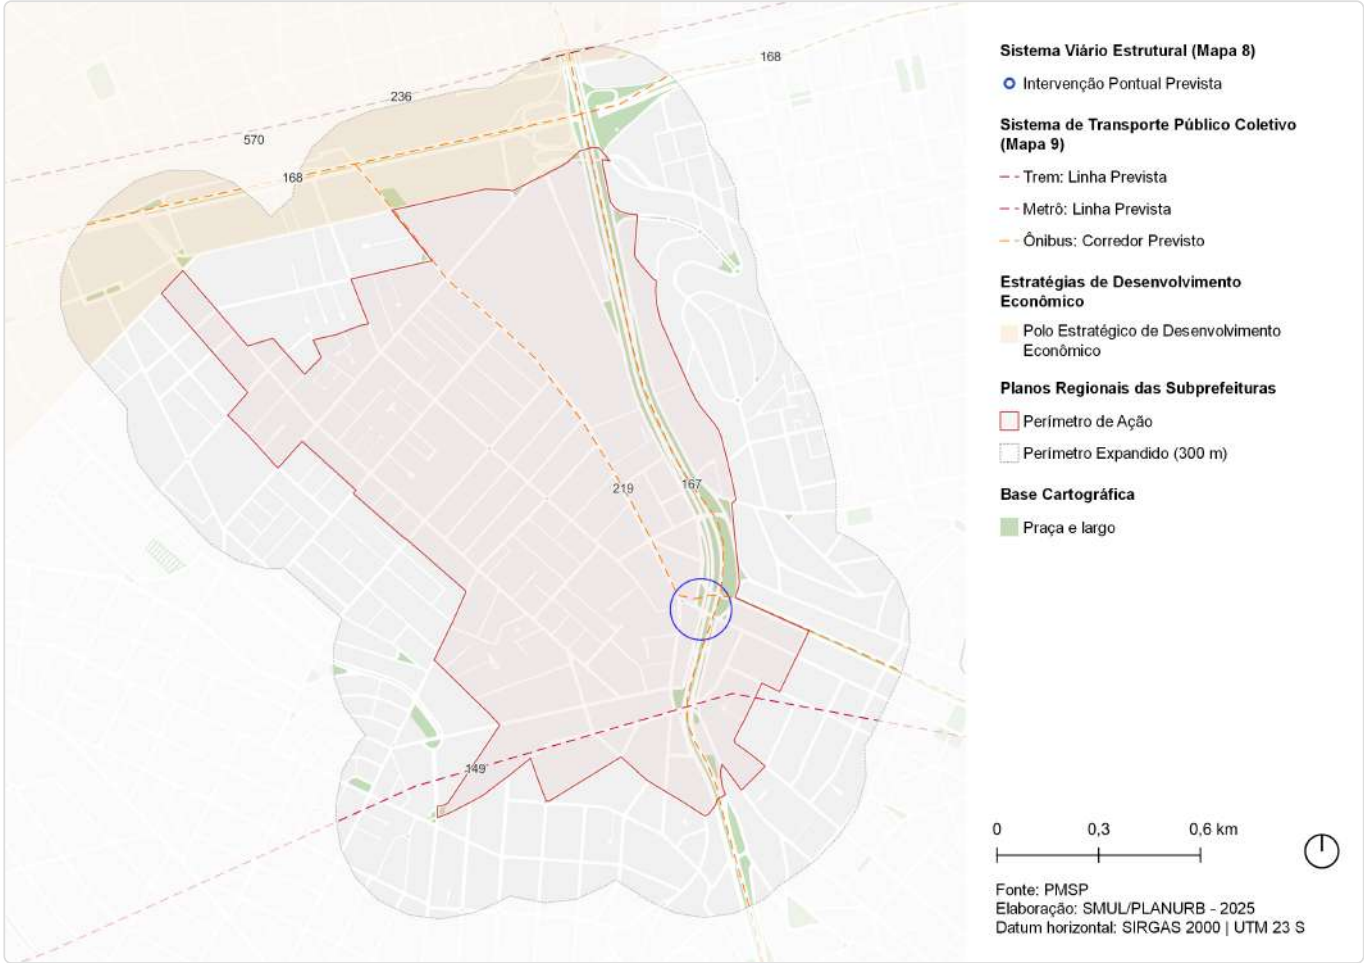 168
236
570
168
219
167
149
Sistema Viário Estrutural (Mapa 8)
Intervenção Pontual Prevista
Sistema de Transporte Público Coletivo
(Mapa 9)
Trem: Linha Prevista
Metrô: Linha Prevista
Ônibus: Corredor Previsto
Estratégias de Desenvolvimento
Econômico
Polo Estratégico de Desenvolvimento
Econômico
Planos Regionais das Subprefeituras
Perímetro de Ação
Perímetro Expandido (300 m)
Base Cartográfica
Praça e largo
0 0,3 0,6 km
Fonte: PMSP
Elaboração: SMUL/PLANURB - 2025
Datum horizontal: SIRGAS 2000 | UTM 23 S